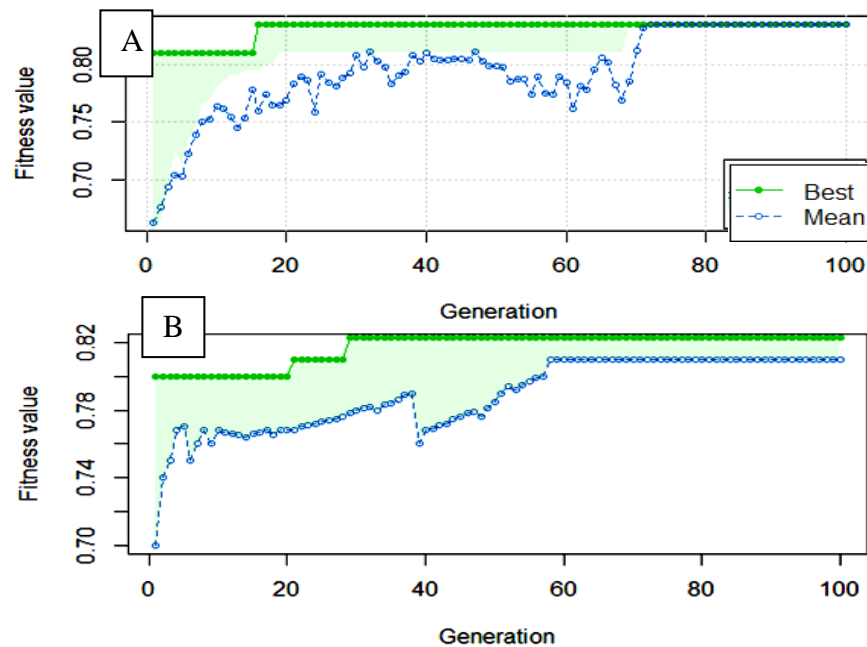 A
Fitness value
0.80
0.75
0.70
Best
Mean
0 20 40 60 80 100
Generation
B
Fitness value
0.82
0.78
0.74
0.70
0 20 40 60 80 100
Generation